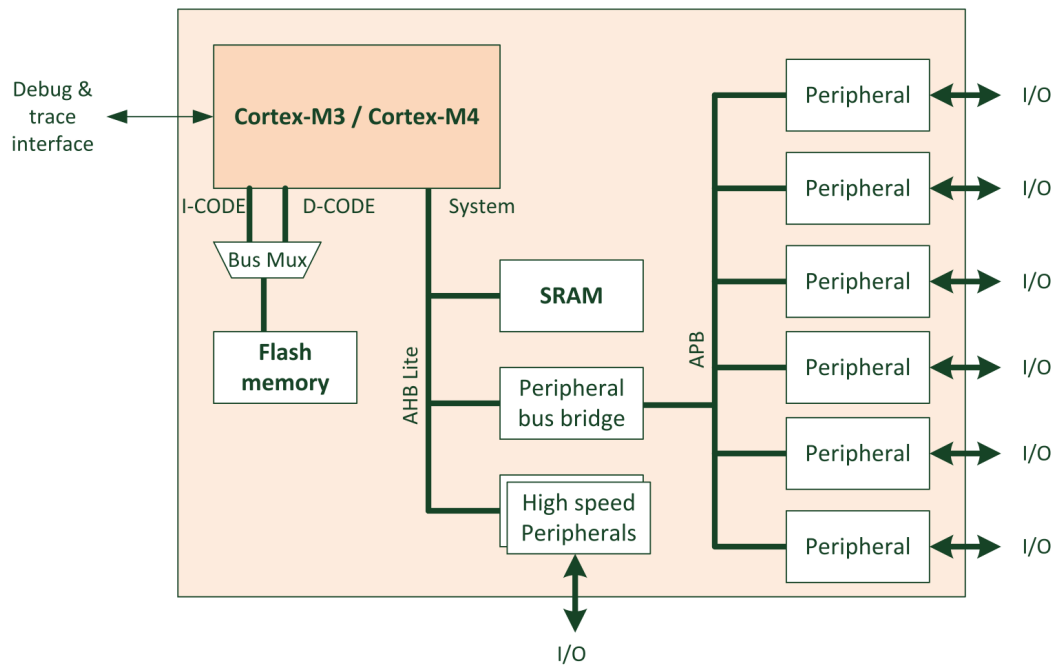 Debug &
trace
interface
Cortex-M3 / Cortex-M4
I-CODE
D-CODE
System
Bus Mux
Flash
memory
AHB Lite
SRAM
Peripheral
bus bridge
High speed
Peripherals
I/O
APB
Peripheral
I/O
Peripheral
I/O
Peripheral
I/O
Peripheral
I/O
Peripheral
I/O
Peripheral
I/O